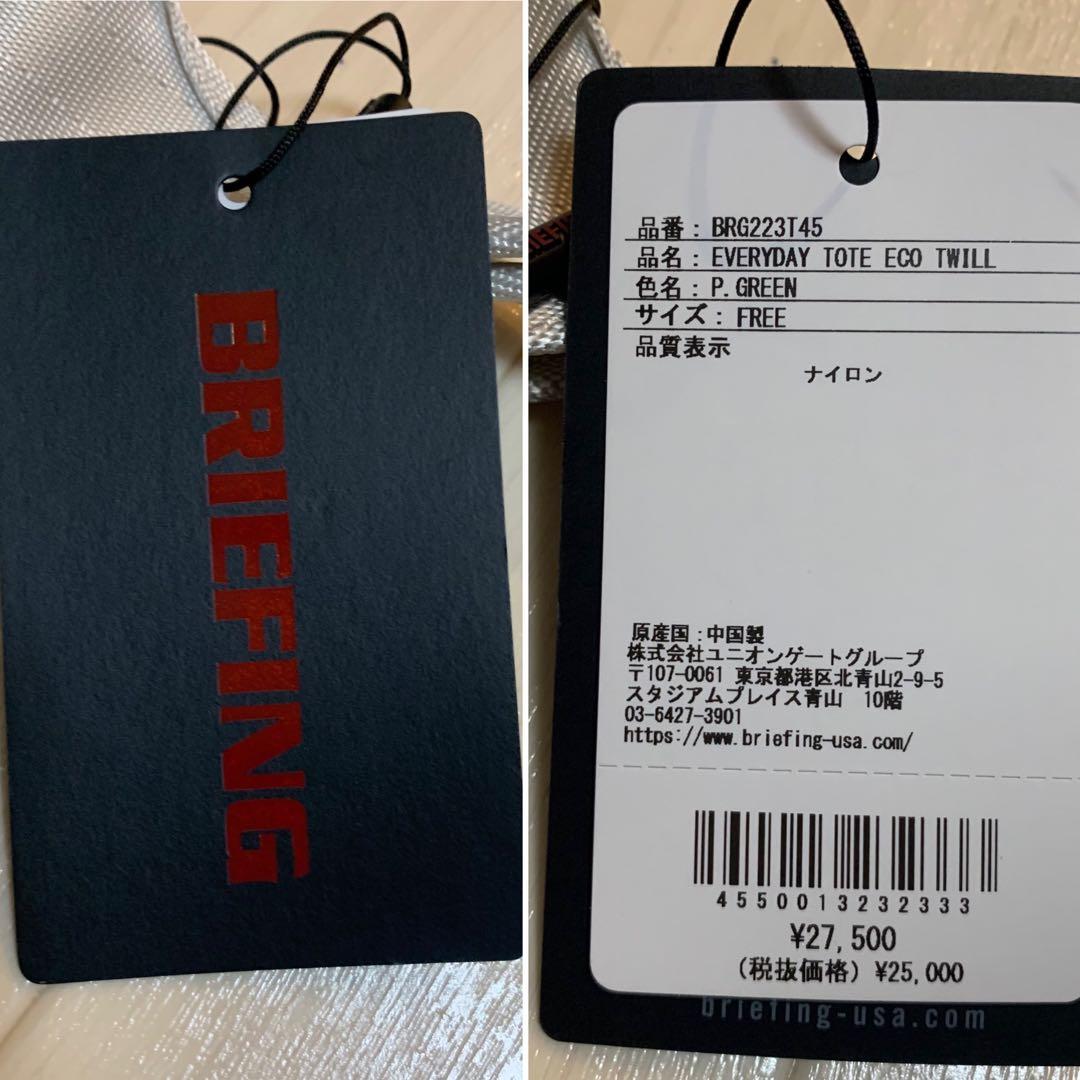 BRIEFING
品番：BRG223T45
品名：EVERYDAY TOTE ECO TWILL
色名：P.GREEN
サイズ：FREE
品質表示
ナイロン
原産国：中国製
株式会社ユニオンゲートグループ
〒107-0061 東京都港区北青山2-9-5
スタジアムプレイス青山 10階
03-6427-3901
https://www.briefing-usa.com/
4550013232333
¥27,500
(税抜価格) ¥25,000
briefing-usa.com